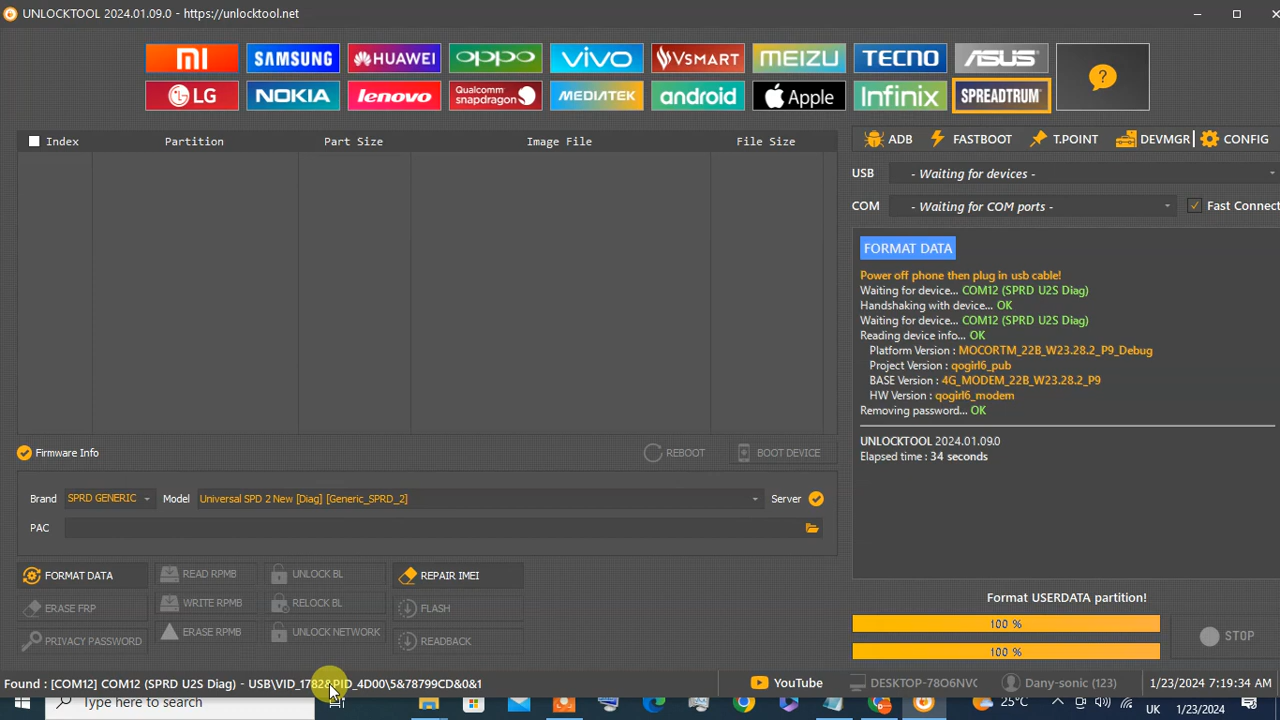 UNLOCKTOOL 2024.01.09.0 - https://unlocktool.net
mi SAMSUNG HUAWEI oppo vivo VSMART MEIZU TECNO ASUS ?
LG NOKIA lenovo Qualcomm snapdragon MEDIATEK android Apple Infinix SPREADTRUM
Index Partition Part Size Image File File Size
ADB FASTBOOT T.POINT DEVMGR CONFIG
USB - Waiting for devices -
COM - Waiting for COM ports - Fast Connect
FORMAT DATA
Power off phone then plug in usb cable!
Waiting for device... COM12 (SPRD U2S Diag)
Handshaking with device... OK
Waiting for device... COM12 (SPRD U2S Diag)
Reading device info... OK
Platform Version : MOCORTM_22B_W23.28.2_P9_Debug
Project Version : qogirl6_pub
BASE Version : 4G_MODEM_22B_W23.28.2_P9
HW Version : qogirl6_modem
Removing password... OK
UNLOCKTOOL 2024.01.09.0
Elapsed time : 34 seconds
Firmware Info REBOOT BOOT DEVICE
Brand SPRD GENERIC Model Universal SPD 2 New [Diag] [Generic_SPRD_2] Server
PAC
FORMAT DATA READ RPMB UNLOCK BL REPAIR IMEI
ERASE FRP WRITE RPMB RELOCK BL FLASH
PRIVACY PASSWORD ERASE RPMB UNLOCK NETWORK READBACK
Format USERDATA partition!
100 %
100 %
STOP
Found : [COM12] COM12 (SPRD U2S Diag) - USB\VID_1782&PID_4D00\5&78799CD&0&1
YouTube DESKTOP-78O6NVC Dany-sonic (123) 1/23/2024 7:19:34 AM
Type here to search 25°C UK 1/23/2024